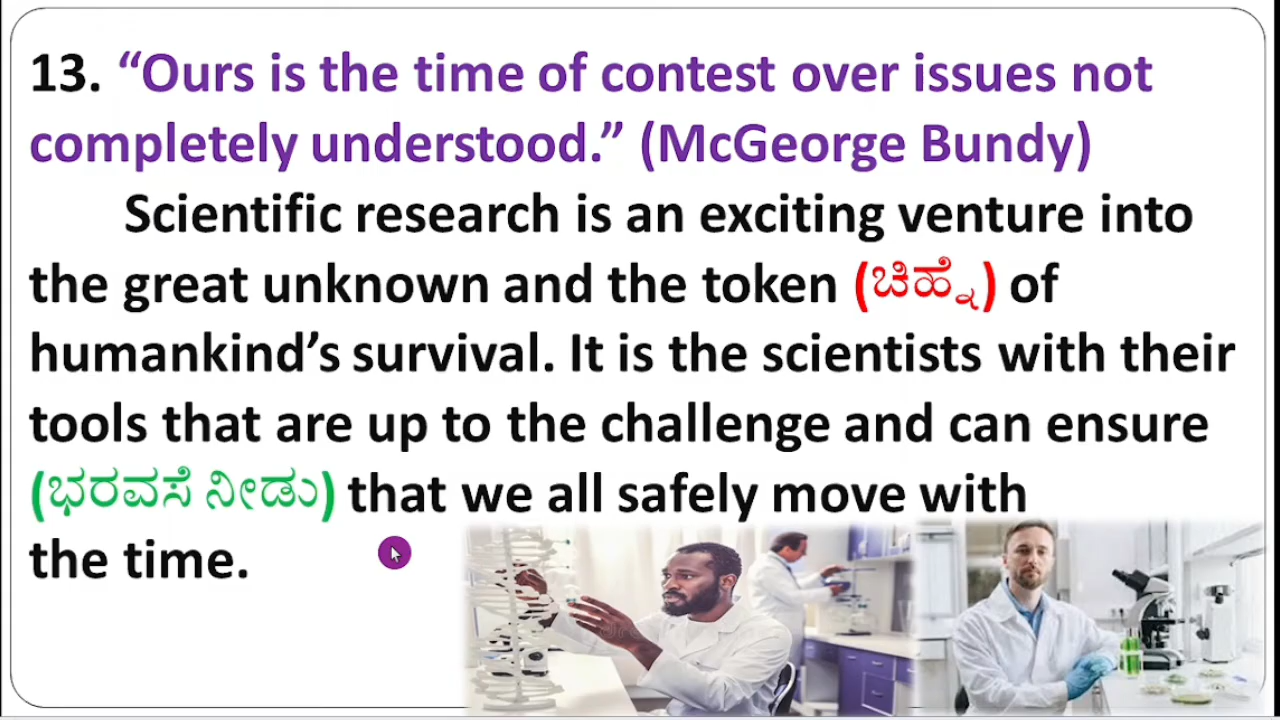 13. “Ours is the time of contest over issues not
completely understood.” (McGeorge Bundy)
Scientific research is an exciting venture into
the great unknown and the token (ಚಿಹ್ನೆ) of
humankind’s survival. It is the scientists with their
tools that are up to the challenge and can ensure
(ಭರವಸೆ ನೀಡು) that we all safely move with
the time.